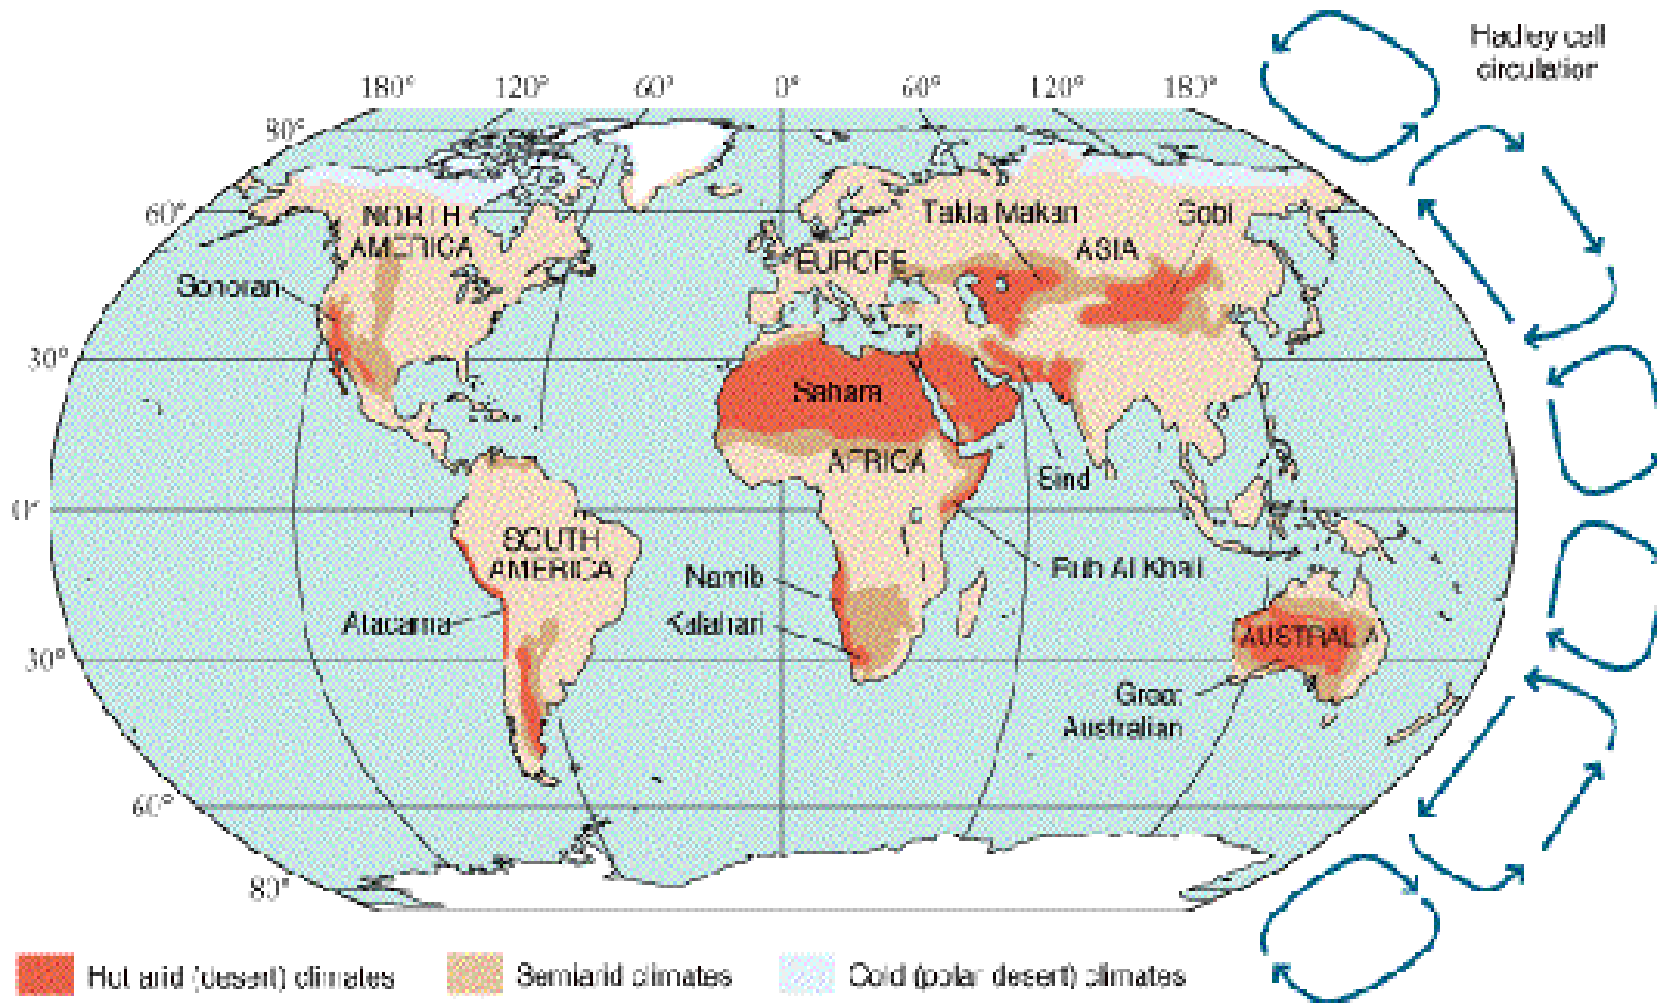 Hadley cell
circulation
180° 120° 60° 0° 60° 120° 180°
80°
60°
NORTH
AMERICA
Takla Makan
Gobi
EUROPE
ASIA
Sonoran
30°
Sahara
AFRICA
Sind
0°
SOUTH
AMERICA
Namib
Rub Al Khali
Atacama
Kalahari
AUSTRALIA
30°
Great
Australian
60°
80°
Hot arid (desert) climates
Semiarid climates
Cold (polar desert) climates